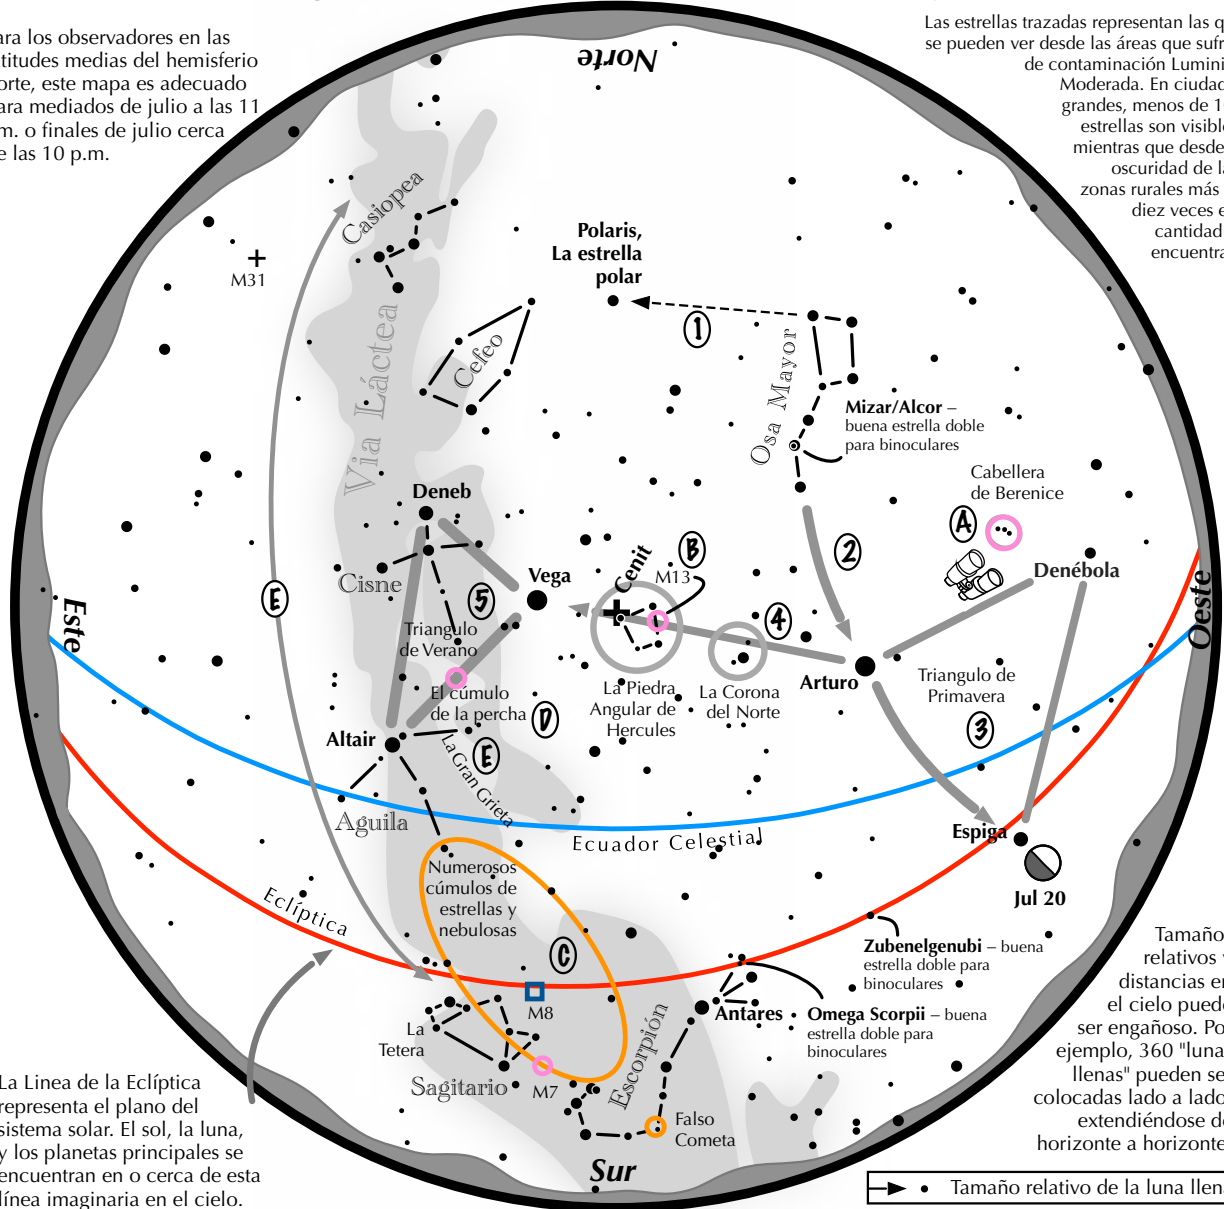 ara los observadores en las
titudes medias del hemisferio
orte, este mapa es adecuado
ara mediados de julio a las 11
m. o finales de julio cerca
e las 10 p.m.
Las estrellas trazadas representan las q
se pueden ver desde las áreas que sufr
de contaminación Lumini
Moderada. En ciudad
grandes, menos de 1
estrellas son visible
mientras que desde
oscuridad de la
zonas rurales más
diez veces e
cantidad
encuentra
Norte
Casiopea
M31
Polaris,
La estrella
polar
1
Cefeo
Vía Láctea
Osa Mayor
Mizar/Alcor –
buena estrella doble
para binoculares
Cabellera
de Berenice
A
Deneb
Cisne
Vega
5
Cenit
B
M13
2
Denébola
Este
Oeste
E
Triangulo
de Verano
4
El cúmulo
de la percha
D
La Piedra
Angular de
Hercules
La Corona
del Norte
Arturo
Triangulo de
Primavera
3
Altair
E
La Gran Grieta
Aguila
Ecuador Celestial
Espiga
Jul 20
Numerosos
cúmulos de
estrellas y
nebulosas
Eclíptica
C
Zubenelgenubi – buena
estrella doble para
binoculares
M8
Antares
Omega Scorpii – buena
estrella doble para
binoculares
La
Tetera
Sagitario
M7
Escorpión
Falso
Cometa
Sur
La Linea de la Eclíptica
representa el plano del
sistema solar. El sol, la luna,
y los planetas principales se
encuentran en o cerca de esta
línea imaginaria en el cielo.
Tamaño
relativos y
distancias en
el cielo puede
ser engañoso. Po
ejemplo, 360 "luna
llenas" pueden se
colocadas lado a lado
extendiéndose de
horizonte a horizonte
Tamaño relativo de la luna llena